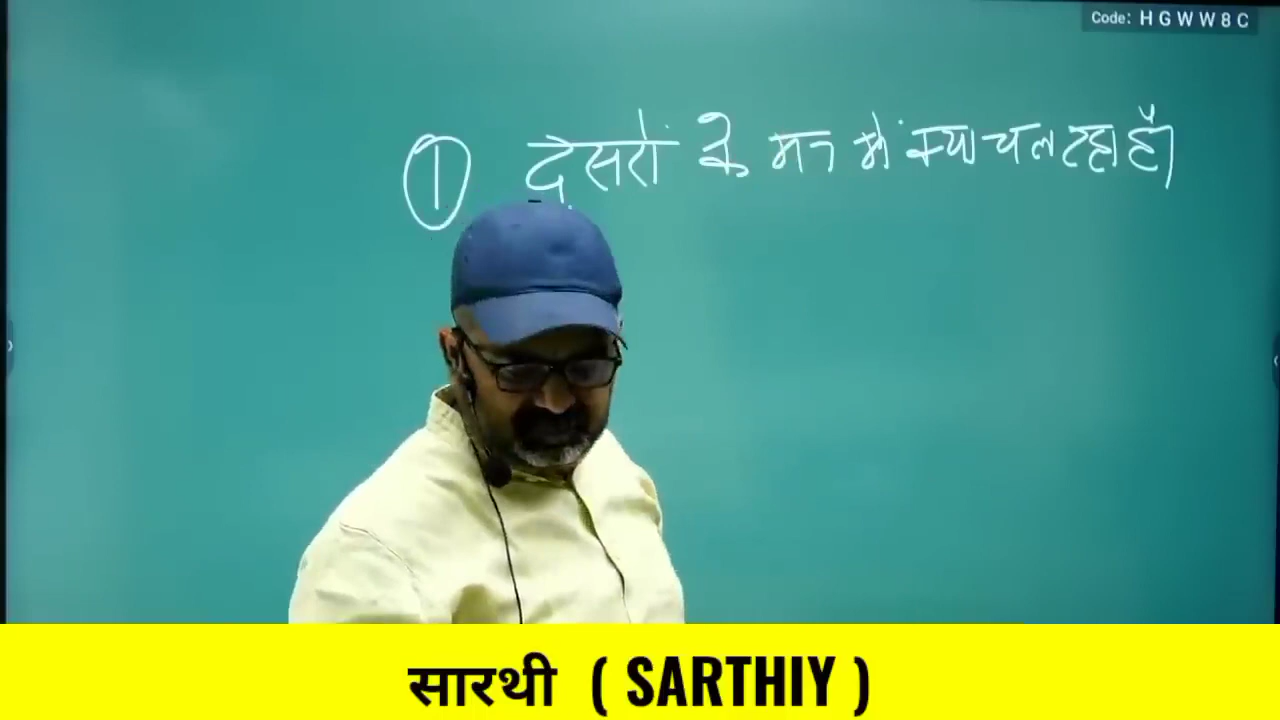 Code: HGWW8C
① दूसरों के मन में क्या चल रहा है।
सारथी ( SARTHIY )